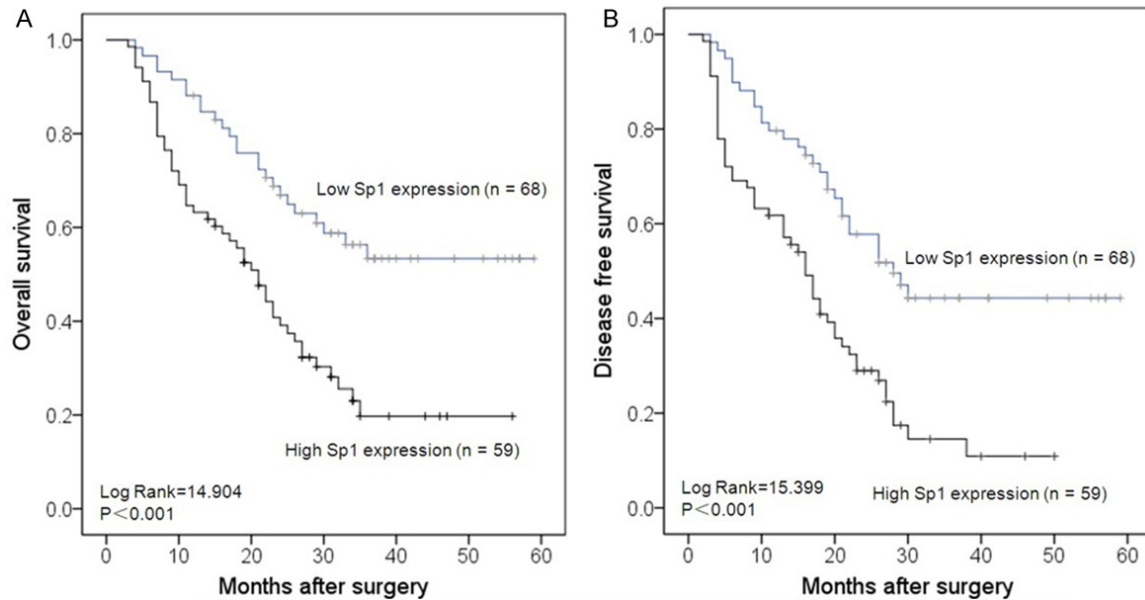 A
Overall survival
1.0
0.8
0.6
0.4
0.2
0.0
Low Sp1 expression (n = 68)
High Sp1 expression (n = 59)
Log Rank=14.904
P＜0.001
0 10 20 30 40 50 60
Months after surgery
B
Disease free survival
1.0
0.8
0.6
0.4
0.2
0.0
Low Sp1 expression (n = 68)
High Sp1 expression (n = 59)
Log Rank=15.399
P＜0.001
0 10 20 30 40 50 60
Months after surgery